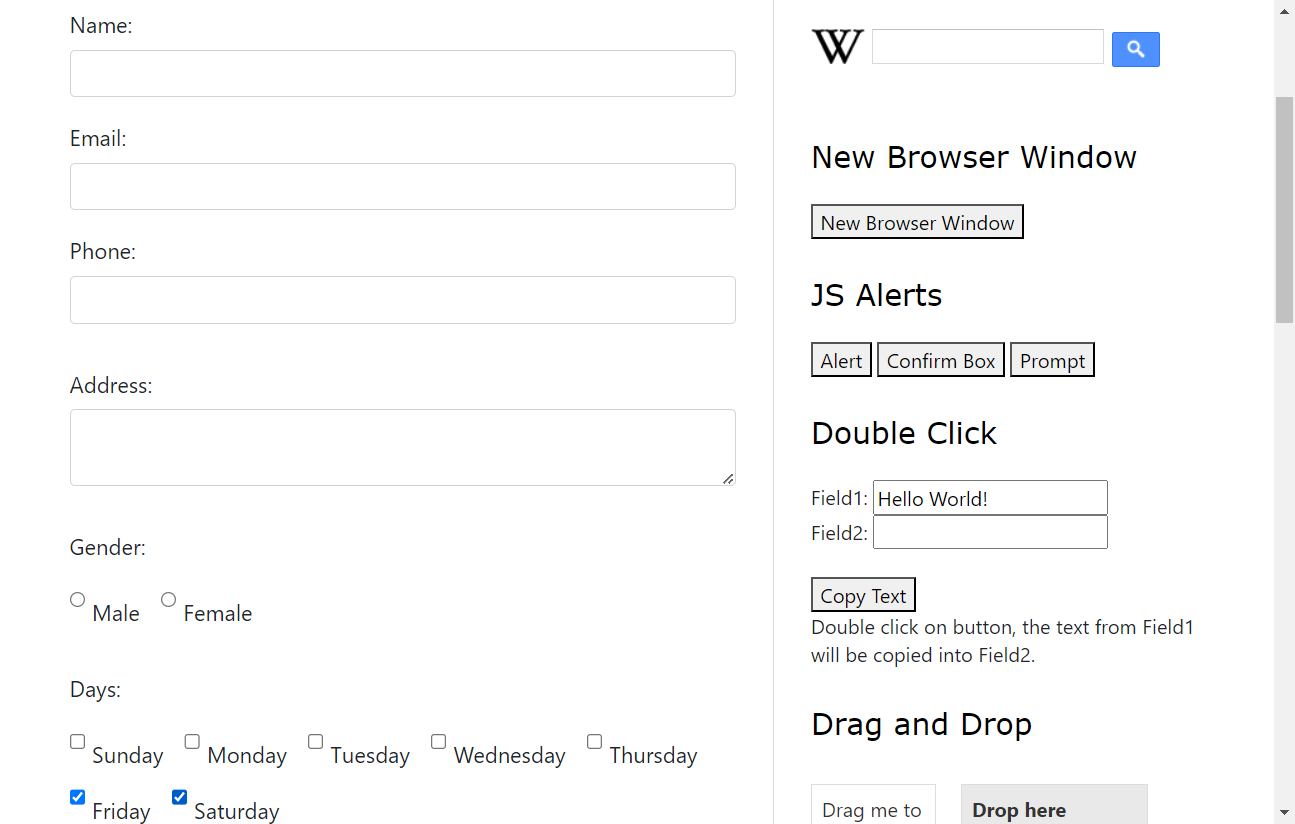 Name:
Email:
Phone:
Address:
Gender:
Male Female
Days:
Sunday Monday Tuesday Wednesday Thursday
Friday Saturday
W
New Browser Window
New Browser Window
JS Alerts
Alert Confirm Box Prompt
Double Click
Field1: Hello World!
Field2:
Copy Text
Double click on button, the text from Field1
will be copied into Field2.
Drag and Drop
Drag me to Drop here